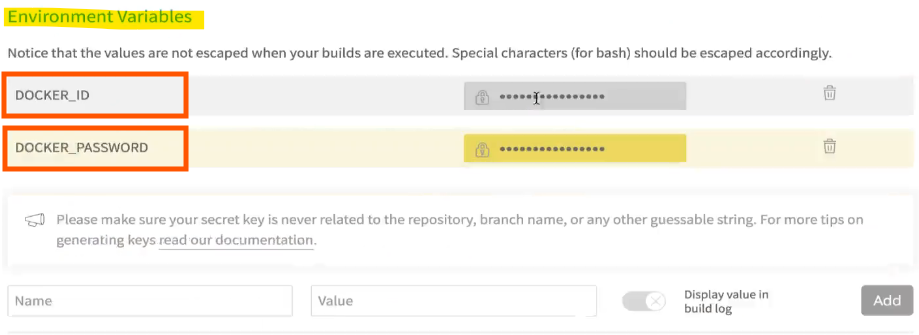 Environment Variables
Notice that the values are not escaped when your builds are executed. Special characters (for bash) should be escaped accordingly.
DOCKER_ID ••••••••••••••••
DOCKER_PASSWORD ••••••••••••••••
Please make sure your secret key is never related to the repository, branch name, or any other guessable string. For more tips on
generating keys read our documentation.
Name Value Display value in
build log Add